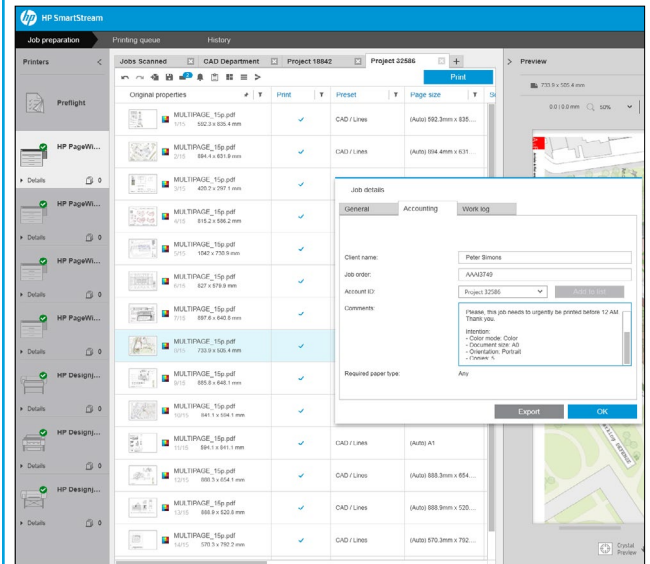 HP SmartStream
Job preparation
Printing queue
History
Printers
<
Jobs Scanned
CAD Department
Project 18842
Project 32586
+
Print
Original properties
Print
Preset
Page size
Preflight
HP PageWi...
Details
0
HP PageWi...
Details
0
HP PageWi...
Details
0
HP PageWi...
Details
0
HP Designj...
Details
0
HP Designj...
Details
0
HP Designj...
Details
0
MULTIPAGE_15p.pdf
1/15 592.3 x 835.4 mm
CAD / Lines
(Auto) 592.3mm x 835....
MULTIPAGE_15p.pdf
2/15 894.4 x 631.8 mm
CAD / Lines
(Auto) 894.4mm x 631....
MULTIPAGE_15p.pdf
3/15 420.2 x 297.1 mm
MULTIPAGE_15p.pdf
4/15 818.2 x 586.2 mm
MULTIPAGE_15p.pdf
5/15 1042 x 730.9 mm
MULTIPAGE_15p.pdf
6/15 827 x 578.9 mm
MULTIPAGE_15p.pdf
7/15 897.6 x 640.8 mm
MULTIPAGE_15p.pdf
8/15 733.9 x 505.4 mm
MULTIPAGE_15p.pdf
9/15 885.8 x 648.1 mm
MULTIPAGE_15p.pdf
10/15 841.1 x 594.1 mm
MULTIPAGE_15p.pdf
11/15 594.1 x 841.1 mm
CAD / Lines
(Auto) A1
MULTIPAGE_15p.pdf
12/15 888.3 x 654.1 mm
CAD / Lines
(Auto) 888.3mm x 654....
MULTIPAGE_15p.pdf
13/15 888.9 x 520.8 mm
CAD / Lines
(Auto) 888.9mm x 520....
MULTIPAGE_15p.pdf
14/15 570.3 x 792.2 mm
CAD / Lines
(Auto) 570.3mm x 792....
> Preview
733.9 x 505.4 mm
0.0 | 0.0 mm
50%
Job details
General
Accounting
Work log
Client name:
Peter Simons
Job order:
AAAI3749
Account ID:
Project 32586
Add to list
Comments:
Please, this job needs to urgently be printed before 12 AM
Thank you.
Intention:
- Color mode: Color
- Document size: A0
- Orientation: Portrait
- Copies: 5
Required paper type:
Any
Export
OK
Crystal
Preview